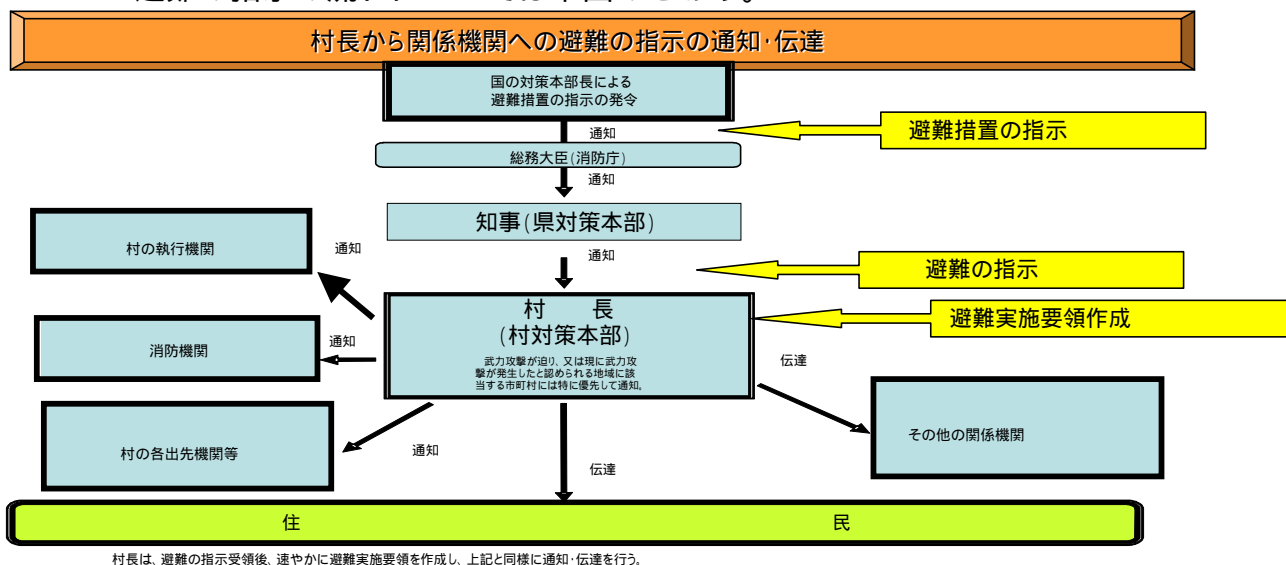 村長から関係機関への避難の指示の通知・伝達
国の対策本部長による
避難措置の指示の発令
通知
避難措置の指示
総務大臣(消防庁)
通知
知事(県対策本部)
村の執行機関
通知
通知
避難の指示
村　　長
(村対策本部)
武力攻撃が迫り、又は現に武力攻
撃が発生したと認められる地域に該
当する市町村には特に優先して通知。
避難実施要領作成
消防機関
通知
伝達
村の各出先機関等
通知
その他の関係機関
伝達
住　　民
村長は、避難の指示受領後、速やかに避難実施要領を作成し、上記と同様に通知・伝達を行う。